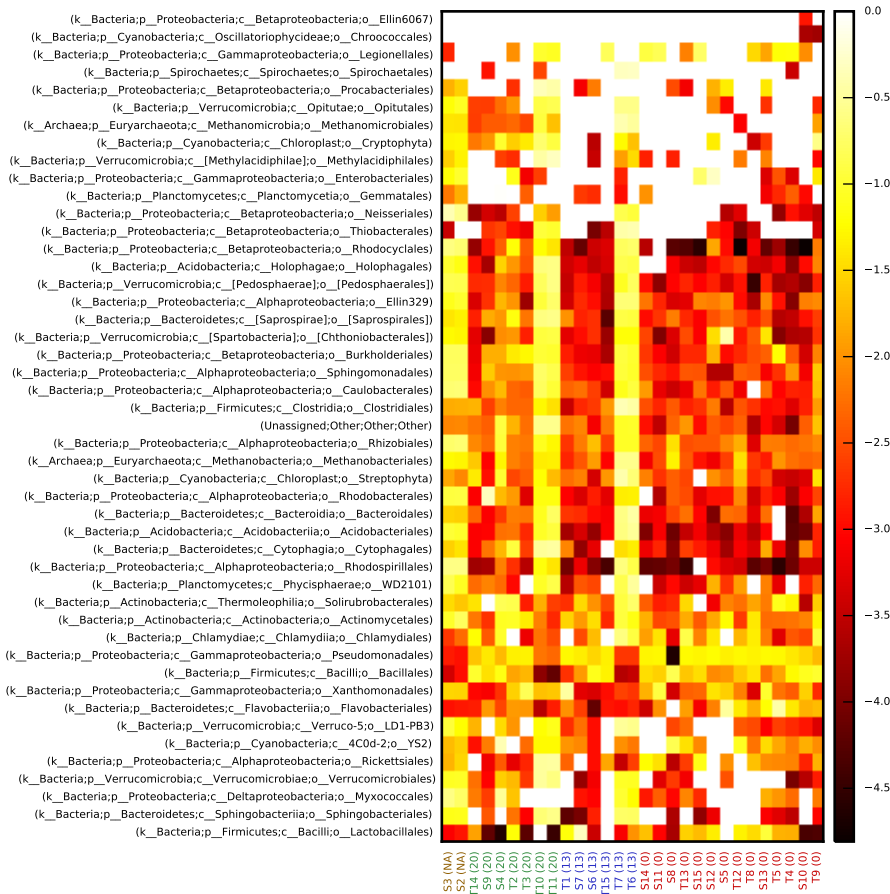 (k__Bacteria;p__Proteobacteria;c__Betaproteobacteria;o__Ellin6067)
(k__Bacteria;p__Cyanobacteria;c__Oscillatoriophycideae;o__Chroococcales)
(k__Bacteria;p__Proteobacteria;c__Gammaproteobacteria;o__Legionellales)
(k__Bacteria;p__Spirochaetes;c__Spirochaetes;o__Spirochaetales)
(k__Bacteria;p__Proteobacteria;c__Betaproteobacteria;o__Procabacteriales)
(k__Bacteria;p__Verrucomicrobia;c__Opitutae;o__Opitutales)
(k__Archaea;p__Euryarchaeota;c__Methanomicrobia;o__Methanomicrobiales)
(k__Bacteria;p__Cyanobacteria;c__Chloroplast;o__Cryptophyta)
(k__Bacteria;p__Verrucomicrobia;c__[Methylacidiphilae];o__Methylacidiphilales)
(k__Bacteria;p__Proteobacteria;c__Gammaproteobacteria;o__Enterobacteriales)
(k__Bacteria;p__Planctomycetes;c__Planctomycetia;o__Gemmatales)
(k__Bacteria;p__Proteobacteria;c__Betaproteobacteria;o__Neisseriales)
(k__Bacteria;p__Proteobacteria;c__Betaproteobacteria;o__Thiobacterales)
(k__Bacteria;p__Proteobacteria;c__Betaproteobacteria;o__Rhodocyclales)
(k__Bacteria;p__Acidobacteria;c__Holophagae;o__Holophagales)
(k__Bacteria;p__Verrucomicrobia;c__[Pedosphaerae];o__[Pedosphaerales])
(k__Bacteria;p__Proteobacteria;c__Alphaproteobacteria;o__Ellin329)
(k__Bacteria;p__Bacteroidetes;c__[Saprospirae];o__[Saprospirales])
(k__Bacteria;p__Verrucomicrobia;c__[Spartobacteria];o__[Chthoniobacterales])
(k__Bacteria;p__Proteobacteria;c__Betaproteobacteria;o__Burkholderiales)
(k__Bacteria;p__Proteobacteria;c__Alphaproteobacteria;o__Sphingomonadales)
(k__Bacteria;p__Proteobacteria;c__Alphaproteobacteria;o__Caulobacterales)
(k__Bacteria;p__Firmicutes;c__Clostridia;o__Clostridiales)
(Unassigned;Other;Other;Other)
(k__Bacteria;p__Proteobacteria;c__Alphaproteobacteria;o__Rhizobiales)
(k__Archaea;p__Euryarchaeota;c__Methanobacteria;o__Methanobacteriales)
(k__Bacteria;p__Cyanobacteria;c__Chloroplast;o__Streptophyta)
(k__Bacteria;p__Proteobacteria;c__Alphaproteobacteria;o__Rhodobacterales)
(k__Bacteria;p__Bacteroidetes;c__Bacteroidia;o__Bacteroidales)
(k__Bacteria;p__Acidobacteria;c__Acidobacteriia;o__Acidobacteriales)
(k__Bacteria;p__Bacteroidetes;c__Cytophagia;o__Cytophagales)
(k__Bacteria;p__Proteobacteria;c__Alphaproteobacteria;o__Rhodospirillales)
(k__Bacteria;p__Planctomycetes;c__Phycisphaerae;o__WD2101)
(k__Bacteria;p__Actinobacteria;c__Thermoleophilia;o__Solirubrobacterales)
(k__Bacteria;p__Actinobacteria;c__Actinobacteria;o__Actinomycetales)
(k__Bacteria;p__Chlamydiae;c__Chlamydiia;o__Chlamydiales)
(k__Bacteria;p__Proteobacteria;c__Gammaproteobacteria;o__Pseudomonadales)
(k__Bacteria;p__Firmicutes;c__Bacilli;o__Bacillales)
(k__Bacteria;p__Proteobacteria;c__Gammaproteobacteria;o__Xanthomonadales)
(k__Bacteria;p__Bacteroidetes;c__Flavobacteriia;o__Flavobacteriales)
(k__Bacteria;p__Verrucomicrobia;c__Verruco-5;o__LD1-PB3)
(k__Bacteria;p__Cyanobacteria;c__4C0d-2;o__YS2)
(k__Bacteria;p__Proteobacteria;c__Alphaproteobacteria;o__Rickettsiales)
(k__Bacteria;p__Verrucomicrobia;c__Verrucomicrobiae;o__Verrucomicrobiales)
(k__Bacteria;p__Proteobacteria;c__Deltaproteobacteria;o__Myxococcales)
(k__Bacteria;p__Bacteroidetes;c__Sphingobacteriia;o__Sphingobacteriales)
(k__Bacteria;p__Firmicutes;c__Bacilli;o__Lactobacillales)
S3 (NA)
S2 (NA)
T14 (20)
S9 (20)
S4 (20)
T2 (20)
T3 (20)
T10 (20)
T11 (20)
T1 (13)
S7 (13)
S6 (13)
T15 (13)
T7 (13)
T6 (13)
S14 (0)
S11 (0)
S8 (0)
T13 (0)
S15 (0)
S12 (0)
S5 (0)
T12 (0)
T8 (0)
S13 (0)
T5 (0)
T4 (0)
S10 (0)
T9 (0)
0.0
−0.5
−1.0
−1.5
−2.0
−2.5
−3.0
−3.5
−4.0
−4.5